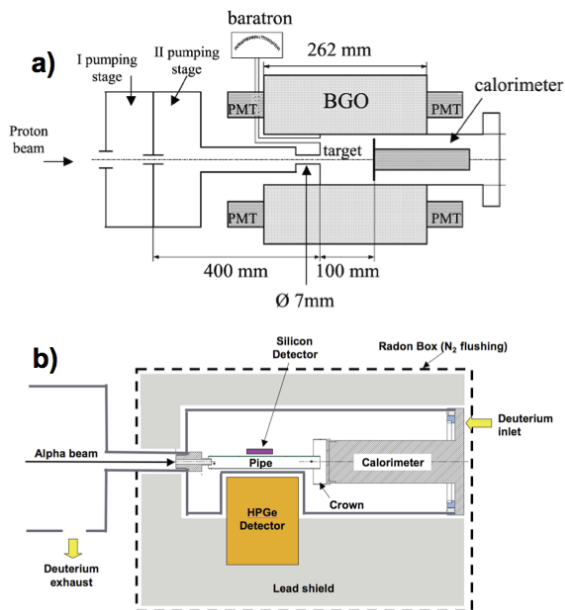 baratron
a)
I pumping
stage
II pumping
stage
262 mm
calorimeter
PMT
BGO
PMT
Proton
beam
target
PMT
PMT
400 mm
100 mm
Ø 7mm
b)
Silicon
Detector
Radon Box (N₂ flushing)
Deuterium
inlet
Alpha beam
Pipe
Calorimeter
Crown
HPGe
Detector
Deuterium
exhaust
Lead shield